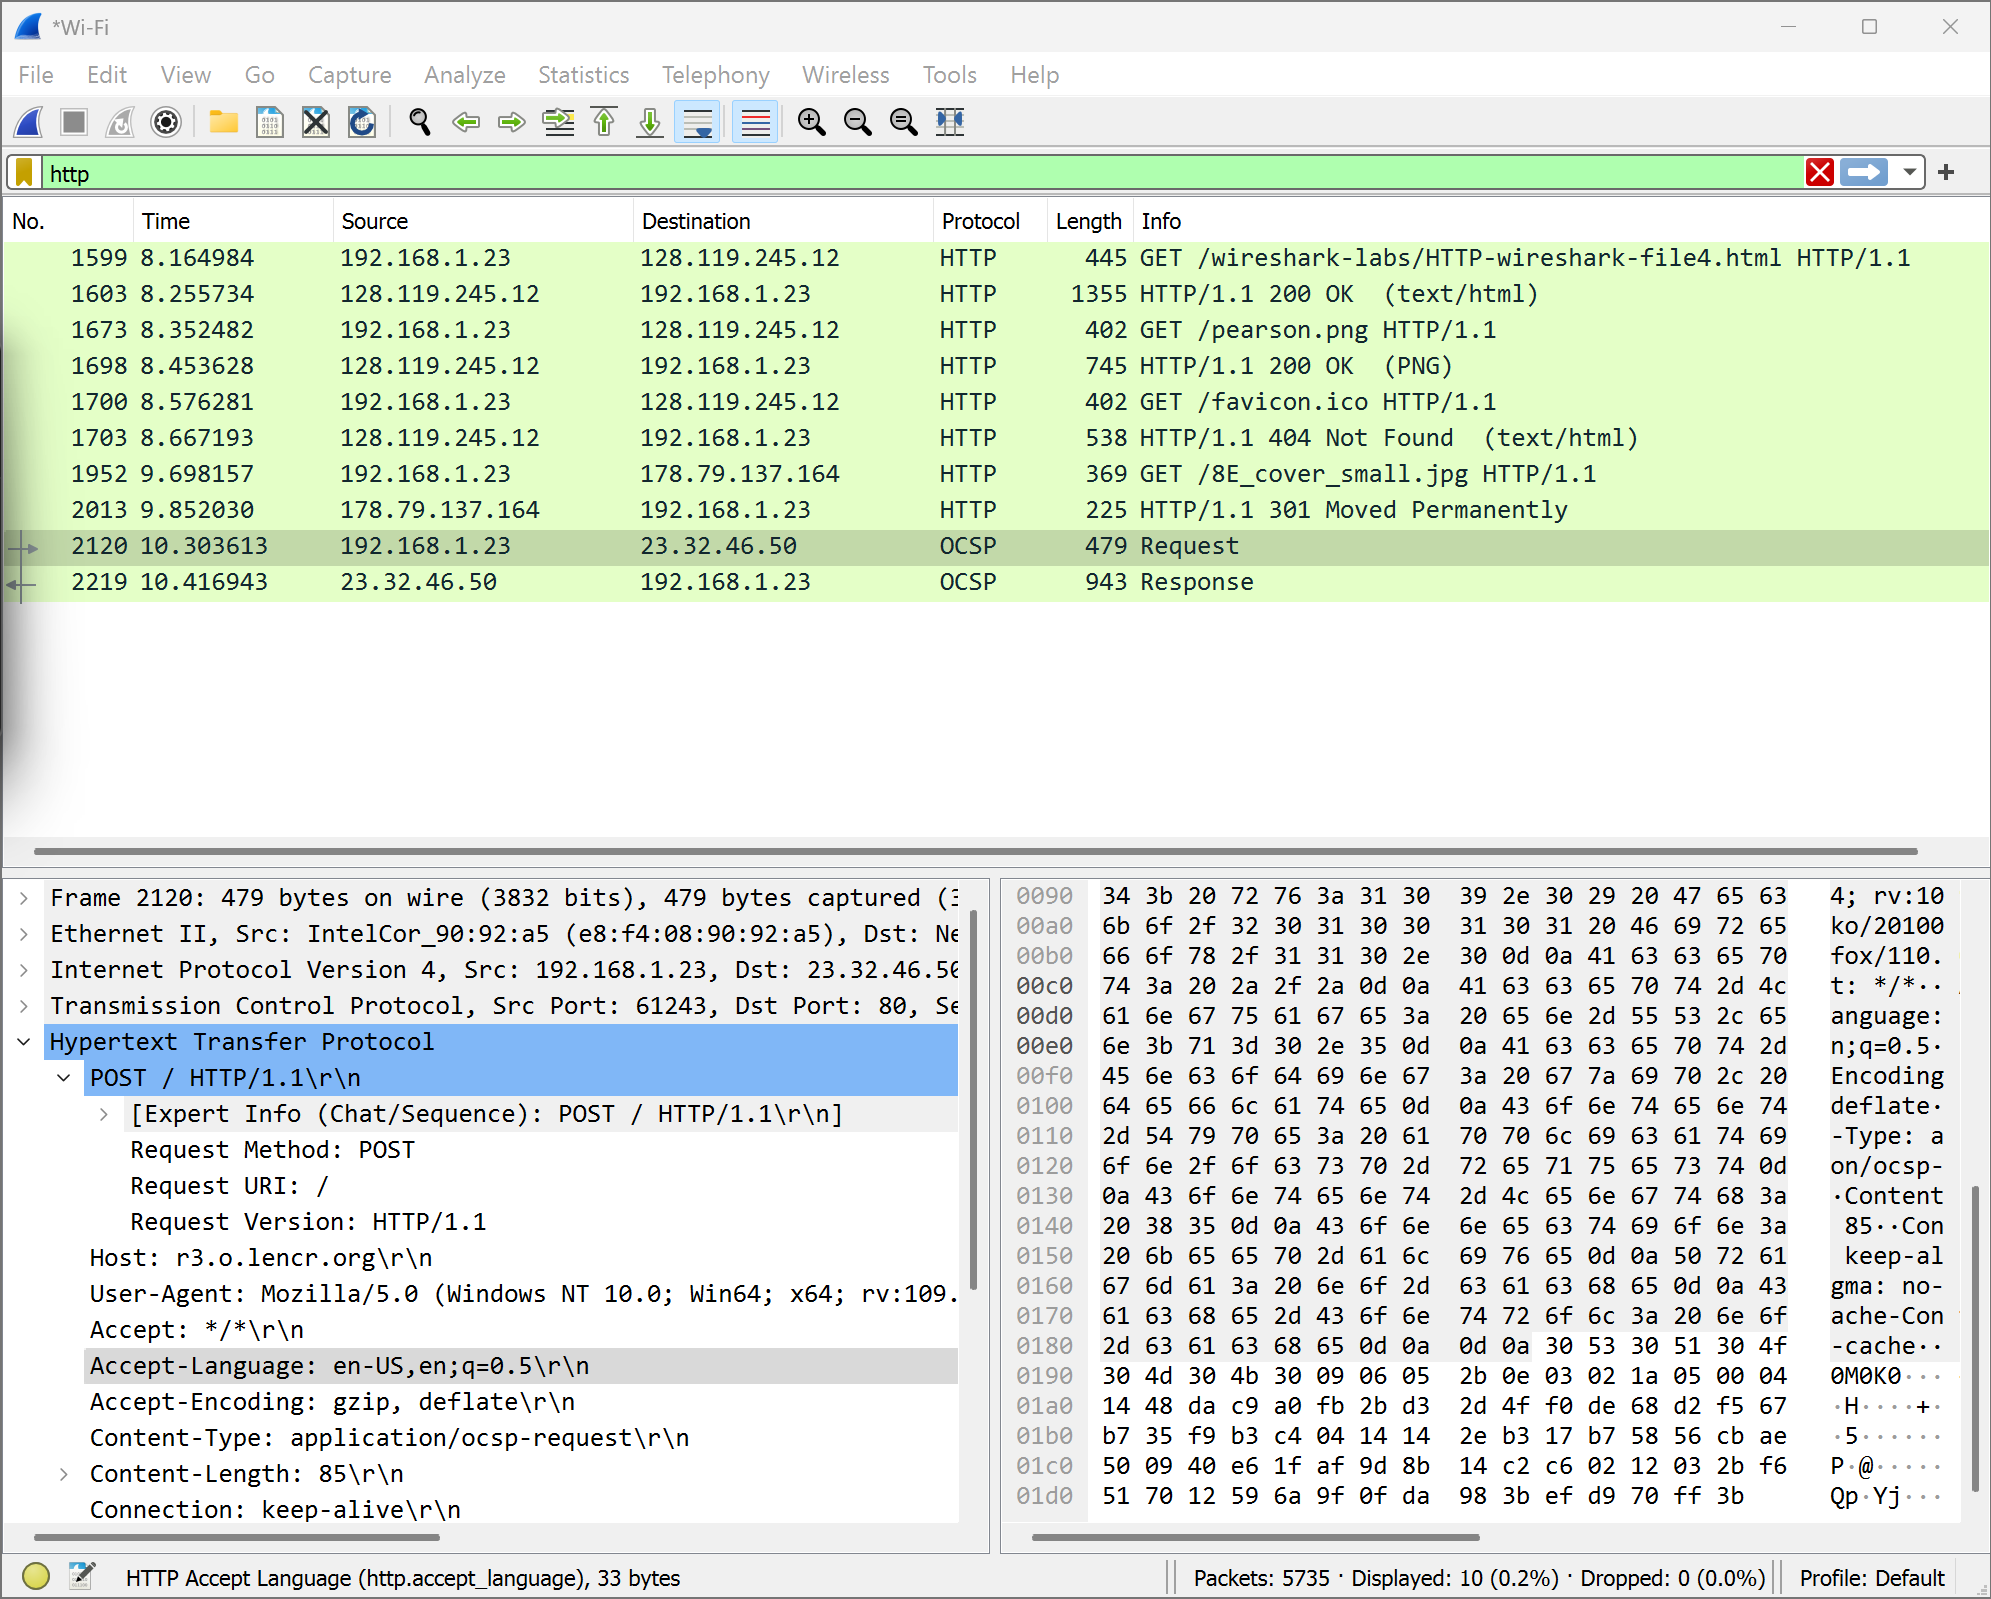 *Wi-Fi
File Edit View Go Capture Analyze Statistics Telephony Wireless Tools Help
http
No. Time Source Destination Protocol Length Info
1599 8.164984 192.168.1.23 128.119.245.12 HTTP 445 GET /wireshark-labs/HTTP-wireshark-file4.html HTTP/1.1
1603 8.255734 128.119.245.12 192.168.1.23 HTTP 1355 HTTP/1.1 200 OK (text/html)
1673 8.352482 192.168.1.23 128.119.245.12 HTTP 402 GET /pearson.png HTTP/1.1
1698 8.453628 128.119.245.12 192.168.1.23 HTTP 745 HTTP/1.1 200 OK (PNG)
1700 8.576281 192.168.1.23 128.119.245.12 HTTP 402 GET /favicon.ico HTTP/1.1
1703 8.667193 128.119.245.12 192.168.1.23 HTTP 538 HTTP/1.1 404 Not Found (text/html)
1952 9.698157 192.168.1.23 178.79.137.164 HTTP 369 GET /8E_cover_small.jpg HTTP/1.1
2013 9.852030 178.79.137.164 192.168.1.23 HTTP 225 HTTP/1.1 301 Moved Permanently
2120 10.303613 192.168.1.23 23.32.46.50 OCSP 479 Request
2219 10.416943 23.32.46.50 192.168.1.23 OCSP 943 Response
Frame 2120: 479 bytes on wire (3832 bits), 479 bytes captured (3
Ethernet II, Src: IntelCor_90:92:a5 (e8:f4:08:90:92:a5), Dst: Ne
Internet Protocol Version 4, Src: 192.168.1.23, Dst: 23.32.46.50
Transmission Control Protocol, Src Port: 61243, Dst Port: 80, Se
Hypertext Transfer Protocol
POST / HTTP/1.1\r\n
[Expert Info (Chat/Sequence): POST / HTTP/1.1\r\n]
Request Method: POST
Request URI: /
Request Version: HTTP/1.1
Host: r3.o.lencr.org\r\n
User-Agent: Mozilla/5.0 (Windows NT 10.0; Win64; x64; rv:109.
Accept: */*\r\n
Accept-Language: en-US,en;q=0.5\r\n
Accept-Encoding: gzip, deflate\r\n
Content-Type: application/ocsp-request\r\n
Content-Length: 85\r\n
Connection: keep-alive\r\n
0090 34 3b 20 72 76 3a 31 30 39 2e 30 29 20 47 65 63 4; rv:10
00a0 6b 6f 2f 32 30 31 30 30 31 30 31 20 46 69 72 65 ko/20100
00b0 66 6f 78 2f 31 31 30 2e 30 0d 0a 41 63 63 65 70 fox/110.
00c0 74 3a 20 2a 2f 2a 0d 0a 41 63 63 65 70 74 2d 4c t: */*··
00d0 61 6e 67 75 61 67 65 3a 20 65 6e 2d 55 53 2c 65 anguage:
00e0 6e 3b 71 3d 30 2e 35 0d 0a 41 63 63 65 70 74 2d n;q=0.5·
00f0 45 6e 63 6f 64 69 6e 67 3a 20 67 7a 69 70 2c 20 Encoding
0100 64 65 66 6c 61 74 65 0d 0a 43 6f 6e 74 65 6e 74 deflate·
0110 2d 54 79 70 65 3a 20 61 70 70 6c 69 63 61 74 69 -Type: a
0120 6f 6e 2f 6f 63 73 70 2d 72 65 71 75 65 73 74 0d on/ocsp-
0130 0a 43 6f 6e 74 65 6e 74 2d 4c 65 6e 67 74 68 3a ·Content
0140 20 38 35 0d 0a 43 6f 6e 6e 65 63 74 69 6f 6e 3a 85··Con
0150 20 6b 65 65 70 2d 61 6c 69 76 65 0d 0a 50 72 61 keep-al
0160 67 6d 61 3a 20 6e 6f 2d 63 61 63 68 65 0d 0a 43 gma: no-
0170 61 63 68 65 2d 43 6f 6e 74 72 6f 6c 3a 20 6e 6f ache-Con
0180 2d 63 61 63 68 65 0d 0a 0d 0a 30 53 30 51 30 4f -cache··
0190 30 4d 30 4b 30 09 06 05 2b 0e 03 02 1a 05 00 04 0M0K0···
01a0 14 48 da c9 a0 fb 2b d3 2d 4f f0 de 68 d2 f5 67 ·H····+·
01b0 b7 35 f9 b3 c4 04 14 14 2e b3 17 b7 58 56 cb ae ·5······
01c0 50 09 40 e6 1f af 9d 8b 14 c2 c6 02 12 03 2b f6 P·@·····
01d0 51 70 12 59 6a 9f 0f da 98 3b ef d9 70 ff 3b Qp·Yj···
HTTP Accept Language (http.accept_language), 33 bytes
Packets: 5735 · Displayed: 10 (0.2%) · Dropped: 0 (0.0%)
Profile: Default